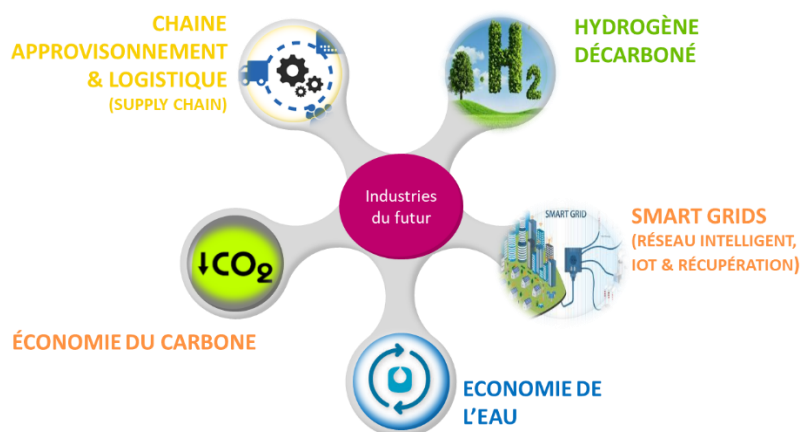 CHAINE
APPROVISONNEMENT
& LOGISTIQUE
(SUPPLY CHAIN)
HYDROGÈNE
DÉCARBONÉ
H2
Industries
du futur
SMART GRID
SMART GRIDS
(RÉSEAU INTELLIGENT,
IOT & RÉCUPÉRATION)
↓CO2
ÉCONOMIE DU CARBONE
ECONOMIE DE
L'EAU